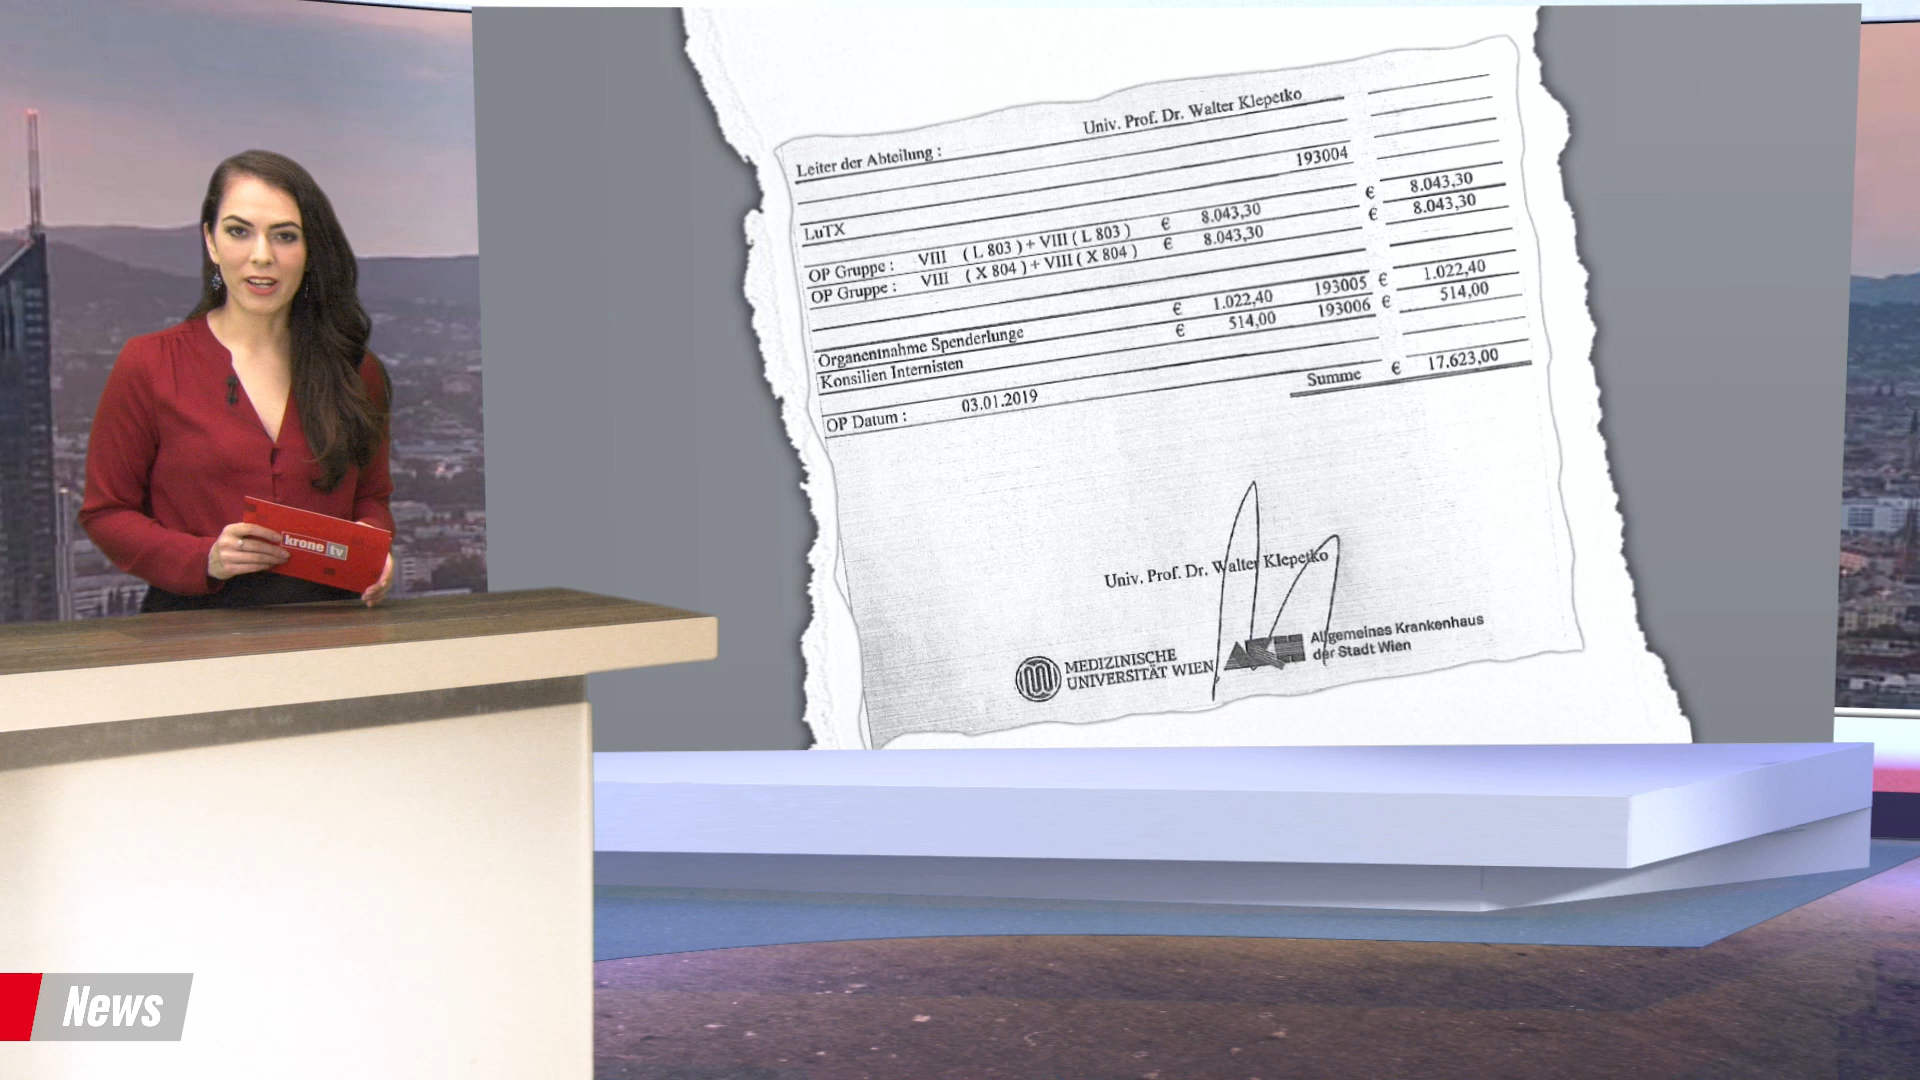 Leiter der Abteilung : Univ. Prof. Dr. Walter Klepetko
193004
LuTX
OP Gruppe : VIII ( L 803 ) + VIII ( L 803 ) € 8.043,30 € 8.043,30
OP Gruppe : VIII ( X 804 ) + VIII ( X 804 ) € 8.043,30 € 8.043,30
Organentnahme Spenderlunge € 1.022,40 193005 € 1.022,40
Konsilien Internisten € 514,00 193006 € 514,00
OP Datum : 03.01.2019
Summe € 17.623,00
Univ. Prof. Dr. Walter Klepetko
MEDIZINISCHE
UNIVERSITÄT WIEN
AKH
Allgemeines Krankenhaus
der Stadt Wien
krone tv
News